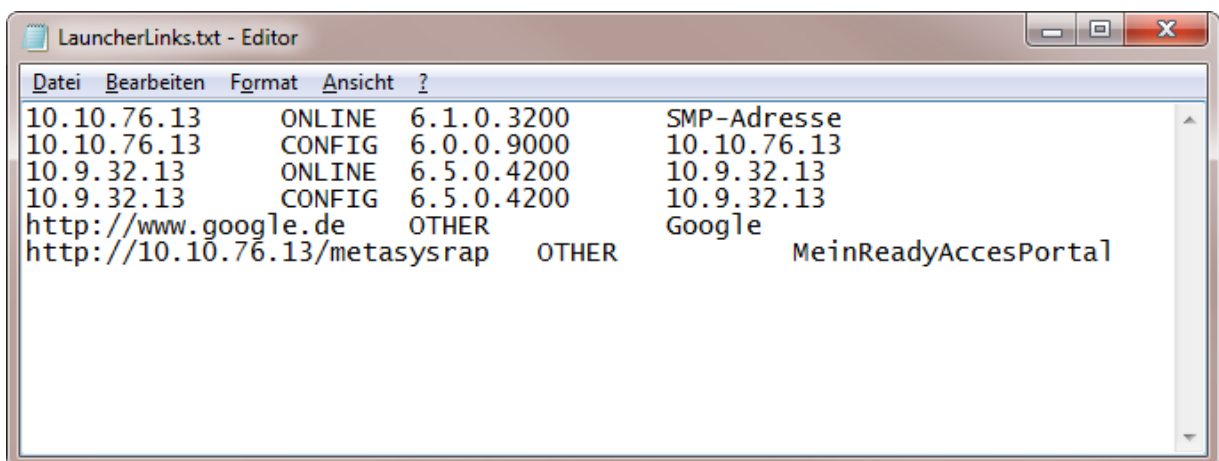 LauncherLinks.txt - Editor
Datei Bearbeiten Format Ansicht ?
10.10.76.13 ONLINE 6.1.0.3200 SMP-Adresse
10.10.76.13 CONFIG 6.0.0.9000 10.10.76.13
10.9.32.13 ONLINE 6.5.0.4200 10.9.32.13
10.9.32.13 CONFIG 6.5.0.4200 10.9.32.13
http://www.google.de OTHER Google
http://10.10.76.13/metasysrap OTHER MeinReadyAccesPortal